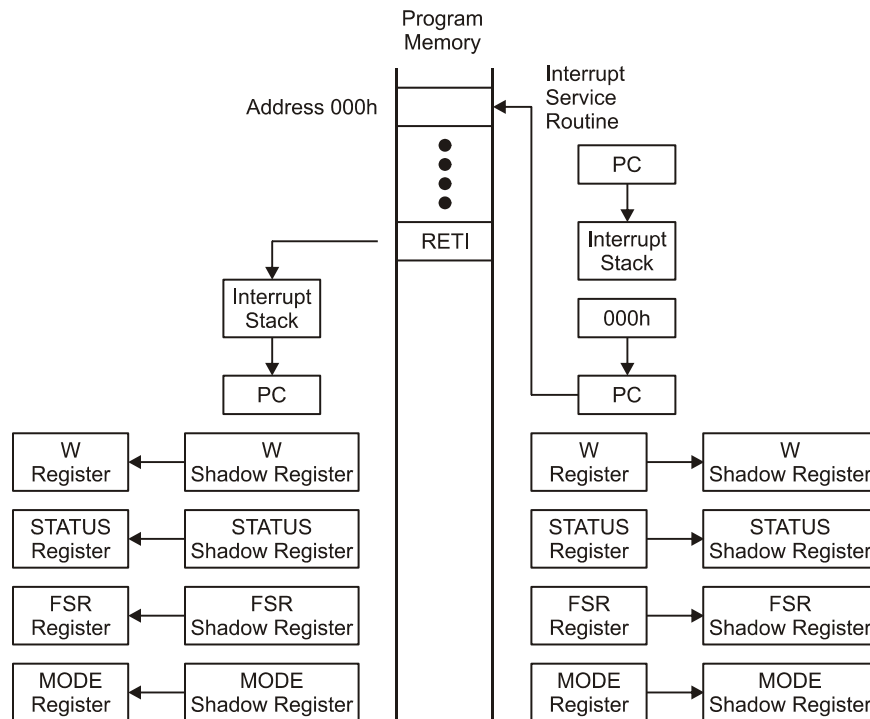 Program
Memory
Address 000h
Interrupt
Service
Routine
PC
Interrupt
Stack
000h
PC
RETI
Interrupt
Stack
PC
W
Register
W
Shadow Register
W
Register
W
Shadow Register
STATUS
Register
STATUS
Shadow Register
STATUS
Register
STATUS
Shadow Register
FSR
Register
FSR
Shadow Register
FSR
Register
FSR
Shadow Register
MODE
Register
MODE
Shadow Register
MODE
Register
MODE
Shadow Register